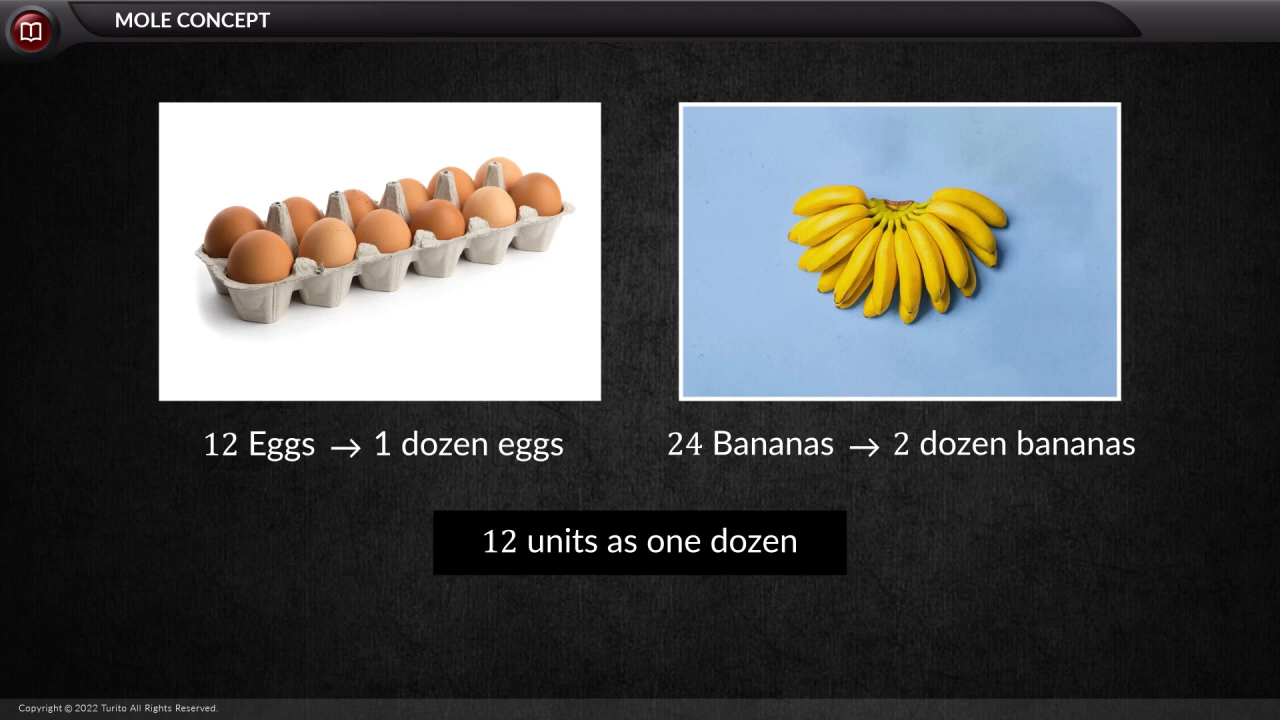 MOLE CONCEPT
12 Eggs → 1 dozen eggs
24 Bananas → 2 dozen bananas
12 units as one dozen
Copyright © 2022 Turito All Rights Reserved.